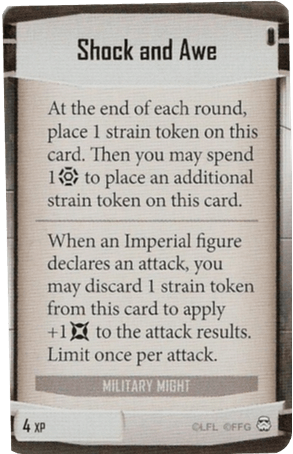 Shock and Awe
At the end of each round,
place 1 strain token on this
card. Then you may spend
1 to place an additional
strain token on this card.
When an Imperial figure
declares an attack, you
may discard 1 strain token
from this card to apply
+1 to the attack results.
Limit once per attack.
MILITARY MIGHT
4 XP
©LFL ©FFG